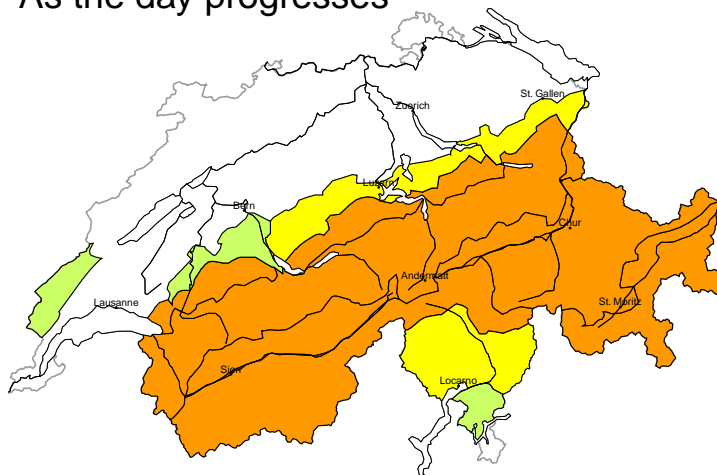 As the day progresses
St. Gallen
Zuerich
Luzern
Bern
Chur
Andermatt
Lausanne
St. Moritz
Sion
Locarno